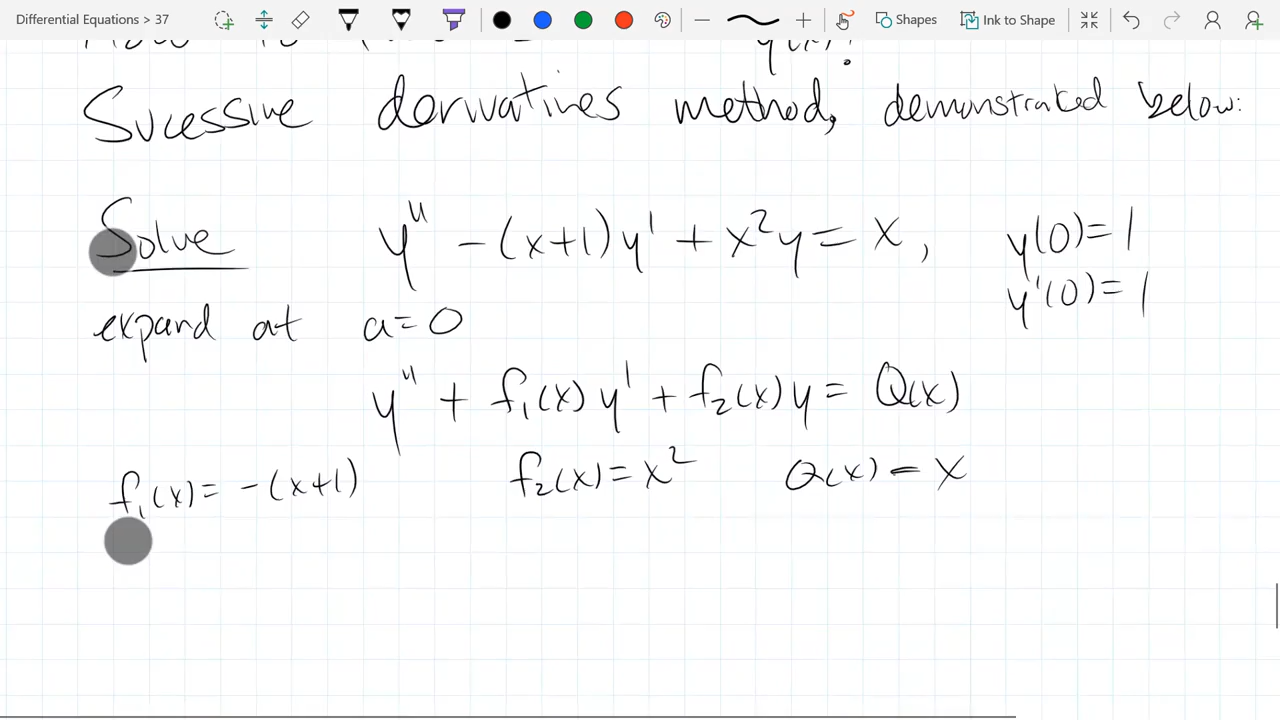 Differential Equations > 37
Shapes
Ink to Shape
y(x)?
Sucessive derivatives method, demonstrated below:
Solve y'' - (x+1)y' + x²y = x, y(0)=1
y'(0)=1
expand at a=0
y'' + f₁(x)y' + f₂(x)y = Q(x)
f₁(x) = -(x+1) f₂(x) = x² Q(x) = x